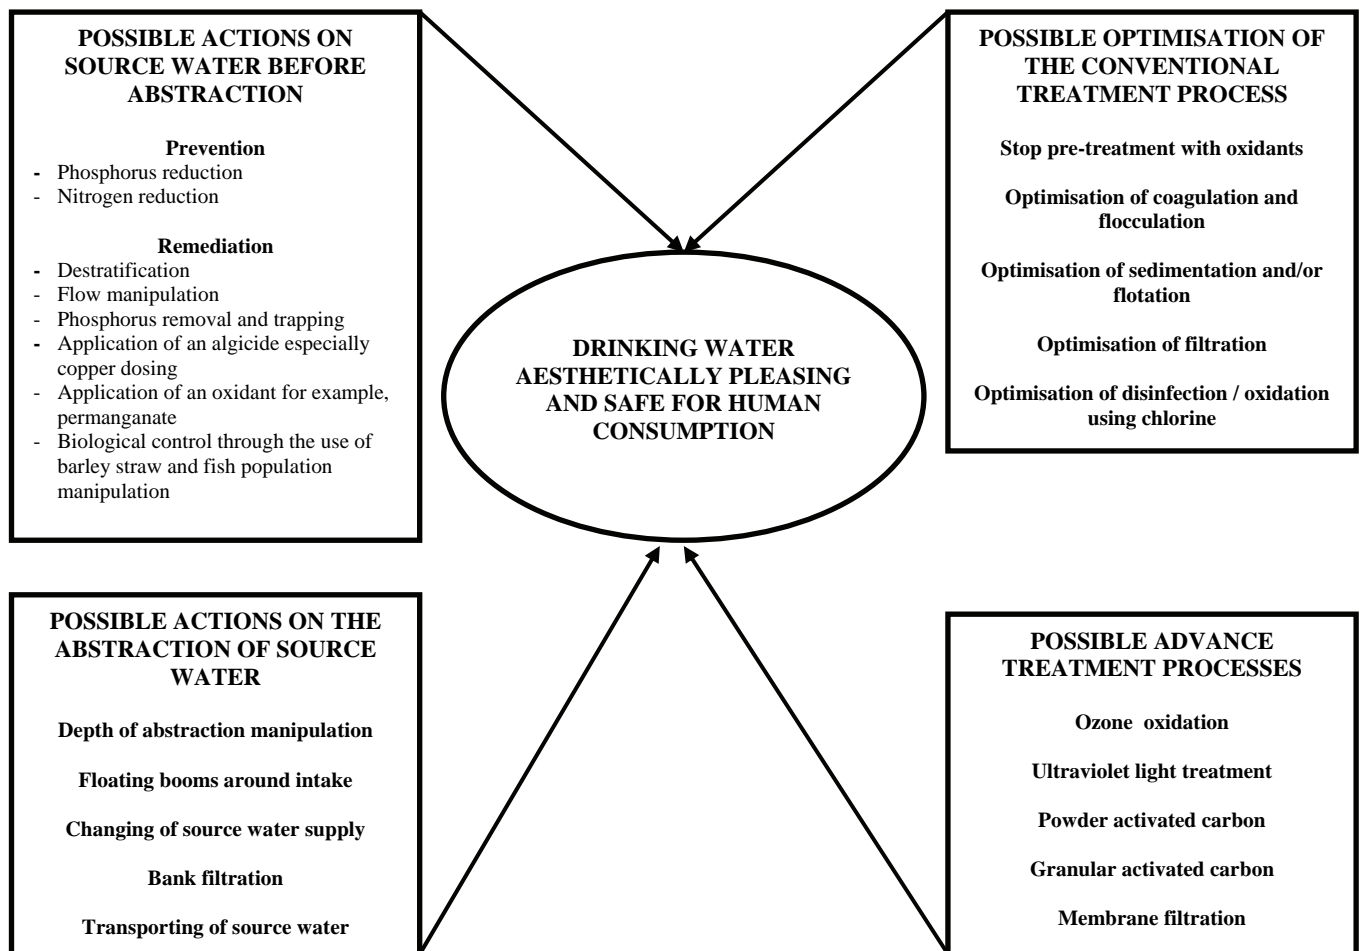 POSSIBLE ACTIONS ON
SOURCE WATER BEFORE
ABSTRACTION
Prevention
- Phosphorus reduction
- Nitrogen reduction
Remediation
- Destratification
- Flow manipulation
- Phosphorus removal and trapping
- Application of an algicide especially
copper dosing
- Application of an oxidant for example,
permanganate
- Biological control through the use of
barley straw and fish population
manipulation
POSSIBLE OPTIMISATION OF
THE CONVENTIONAL
TREATMENT PROCESS
Stop pre-treatment with oxidants
Optimisation of coagulation and
flocculation
Optimisation of sedimentation and/or
flotation
Optimisation of filtration
Optimisation of disinfection / oxidation
using chlorine
DRINKING WATER
AESTHETICALLY PLEASING
AND SAFE FOR HUMAN
CONSUMPTION
POSSIBLE ACTIONS ON THE
ABSTRACTION OF SOURCE
WATER
Depth of abstraction manipulation
Floating booms around intake
Changing of source water supply
Bank filtration
Transporting of source water
POSSIBLE ADVANCE
TREATMENT PROCESSES
Ozone oxidation
Ultraviolet light treatment
Powder activated carbon
Granular activated carbon
Membrane filtration